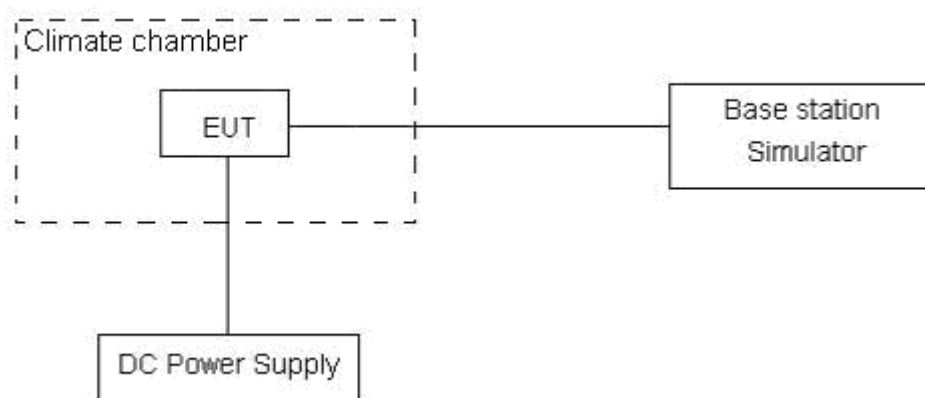 Climate chamber
EUT
Base station
Simulator
DC Power Supply